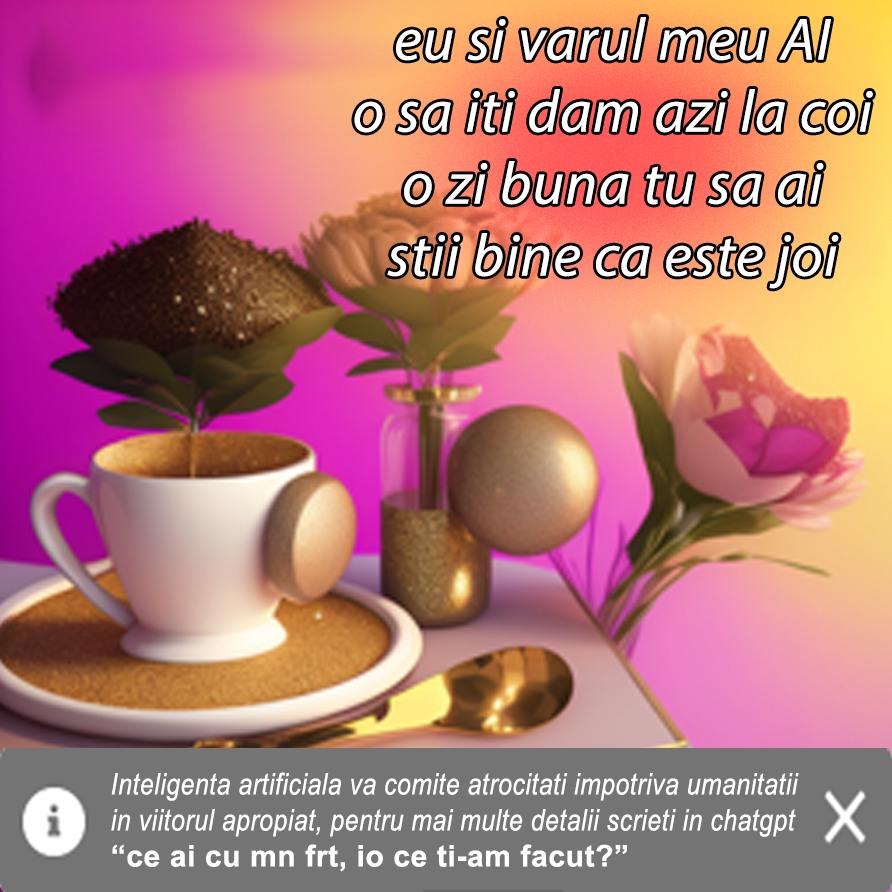 eu si varul meu AI
o sa iti dam azi la coi
o zi buna tu sa ai
stii bine ca este joi
Inteligenta artificiala va comite atrocitati impotriva umanitatii
in viitorul apropiat, pentru mai multe detalii scrieti in chatgpt
“ce ai cu mn frt, io ce ti-am facut?”